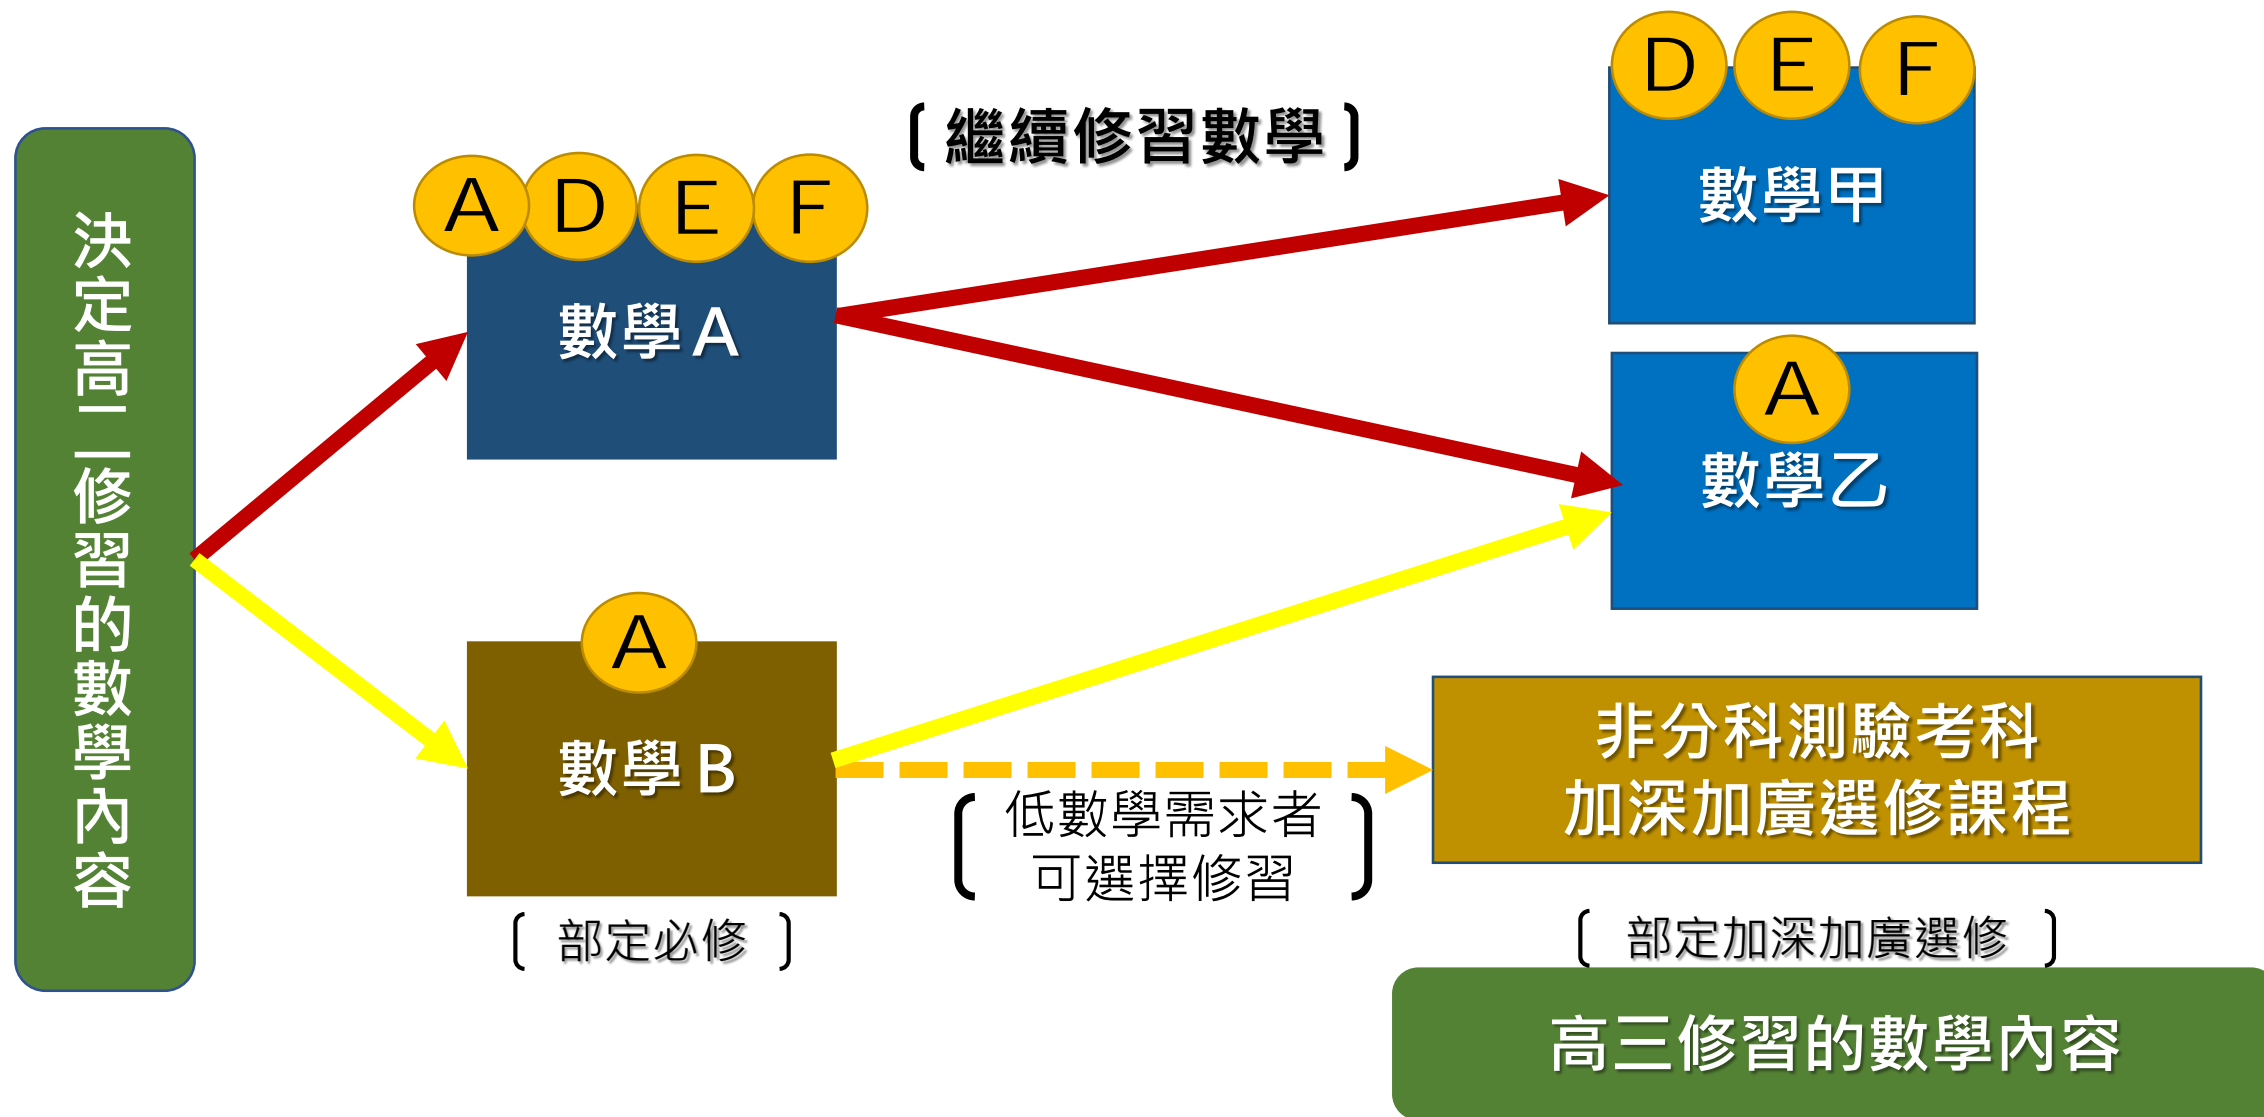 決定高二修習的數學內容
A D E F
數學A
A
數學B
〔部定必修〕
〔繼續修習數學〕
〔低數學需求者
可選擇修習〕
D E F
數學甲
A
數學乙
非分科測驗考科
加深加廣選修課程
〔部定加深加廣選修〕
高三修習的數學內容